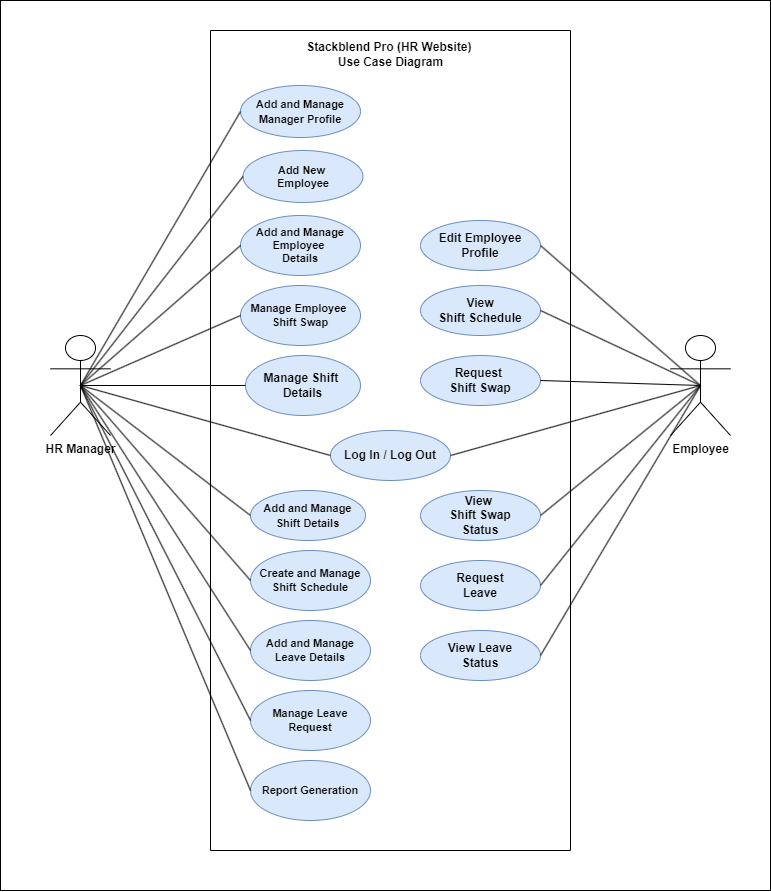 Stackblend Pro (HR Website)
Use Case Diagram
Add and Manage
Manager Profile
Add New
Employee
Add and Manage
Employee
Details
Edit Employee
Profile
Manage Employee
Shift Swap
View
Shift Schedule
Manage Shift
Details
Request
Shift Swap
HR Manager
Log In / Log Out
Employee
Add and Manage
Shift Details
View
Shift Swap
Status
Create and Manage
Shift Schedule
Request
Leave
Add and Manage
Leave Details
View Leave
Status
Manage Leave
Request
Report Generation